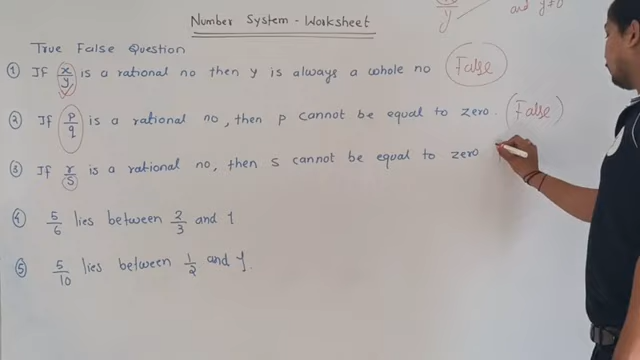 and y≠0
y
Number System - Worksheet
True False Question
① If x/y is a rational no then y is always a whole no (False)
② If p/q is a rational no, then p cannot be equal to zero. (False)
③ If r/s is a rational no, then s cannot be equal to zero
④ 5/6 lies between 2/3 and 1
⑤ 5/10 lies between 1/2 and 1.